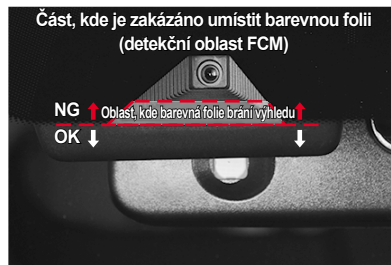 Část, kde je zakázáno umístit barevnou folii
(detekční oblast FCM)
NG
Oblast, kde barevná folie brání výhledu
OK